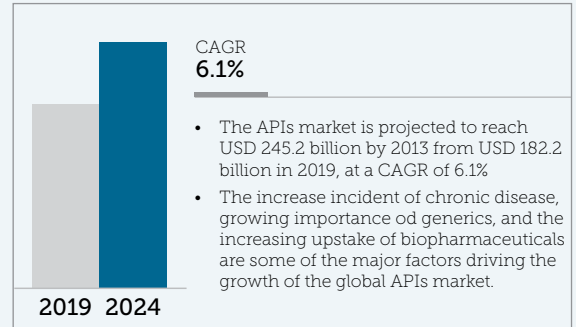 CAGR
6.1%
• The APIs market is projected to reach
USD 245.2 billion by 2013 from USD 182.2
billion in 2019, at a CAGR of 6.1%
• The increase incident of chronic disease,
growing importance od generics, and the
increasing upstake of biopharmaceuticals
are some of the major factors driving the
growth of the global APIs market.
2019 2024